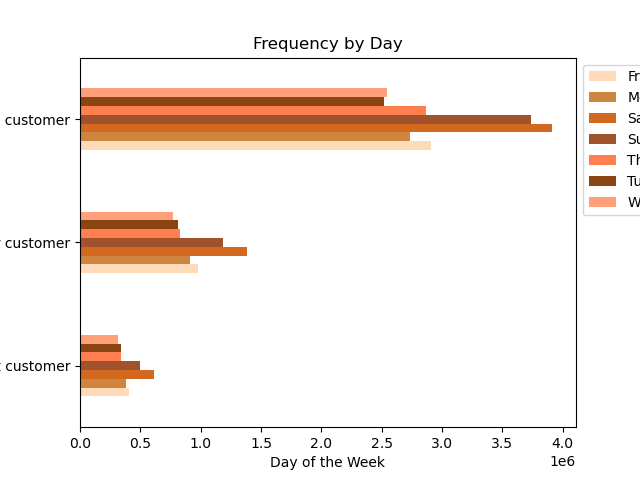 Frequency by Day
customer
customer
customer
Fr
M
Sa
Su
Th
Tu
W
0.0 0.5 1.0 1.5 2.0 2.5 3.0 3.5 4.0
1e6
Day of the Week